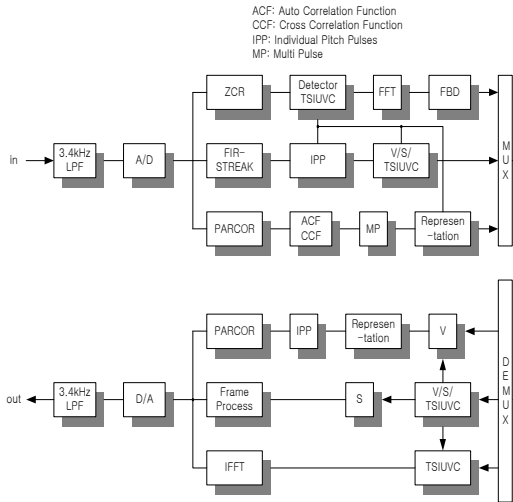 ACF: Auto Correlation Function
CCF: Cross Correlation Function
IPP: Individual Pitch Pulses
MP: Multi Pulse
ZCR
Detector
TSIUVC
FFT
FBD
in
3.4kHz
LPF
A/D
FIR-
STREAK
IPP
V/S/
TSIUVC
M
U
X
PARCOR
ACF
CCF
MP
Represen
-tation
PARCOR
IPP
Represen
-tation
V
out
3.4kHz
LPF
D/A
Frame
Process
S
V/S/
TSIUVC
D
E
M
U
X
IFFT
TSIUVC